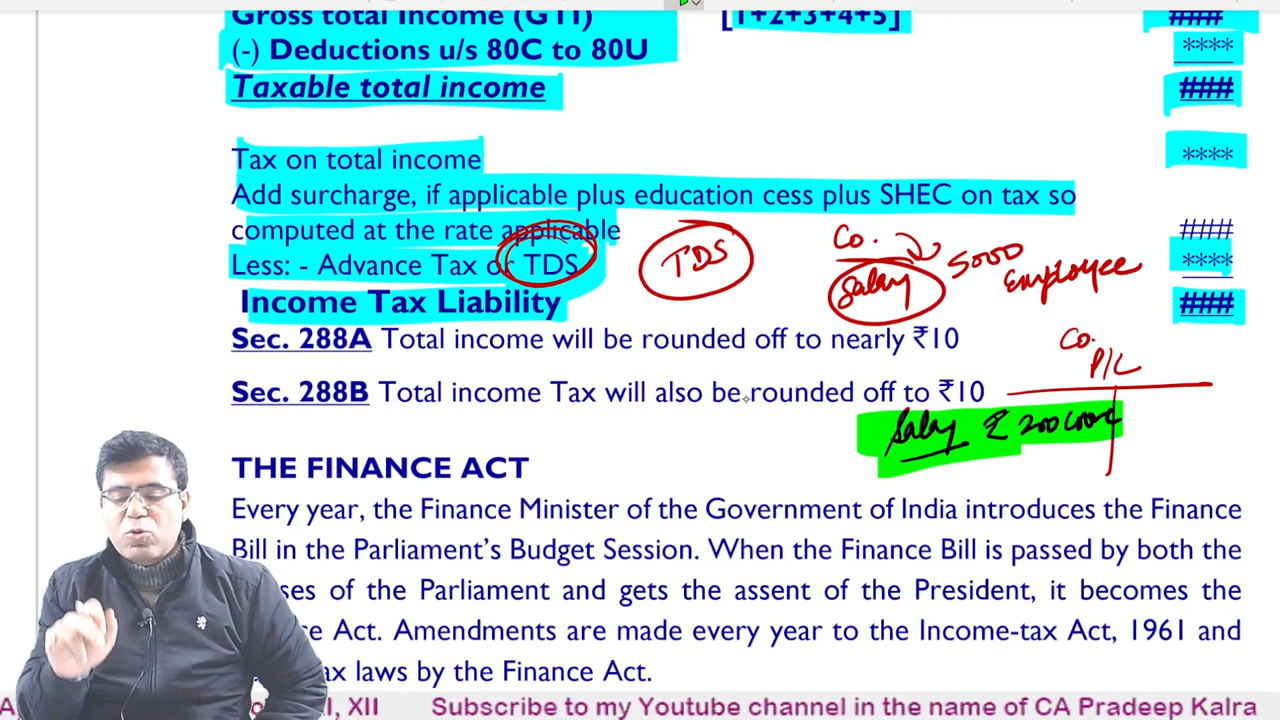 Gross total Income (GTI) [1+2+3+4+5] ####
(-) Deductions u/s 80C to 80U ****
Taxable total income ####
Tax on total income ****
Add surcharge, if applicable plus education cess plus SHEC on tax so
computed at the rate applicable ####
Less: - Advance Tax or TDS ****
Income Tax Liability ####
TDS
Co.
Salary 5000
Employee
Sec. 288A Total income will be rounded off to nearly ₹10
Co.
P/L
Sec. 288B Total income Tax will also be rounded off to ₹10
Salary ₹
THE FINANCE ACT
Every year, the Finance Minister of the Government of India introduces the Finance
Bill in the Parliament's Budget Session. When the Finance Bill is passed by both the
ses of the Parliament and gets the assent of the President, it becomes the
ce Act. Amendments are made every year to the Income-tax Act, 1961 and
ax laws by the Finance Act.
I, XII Subscribe to my Youtube channel in the name of CA Pradeep Kalra